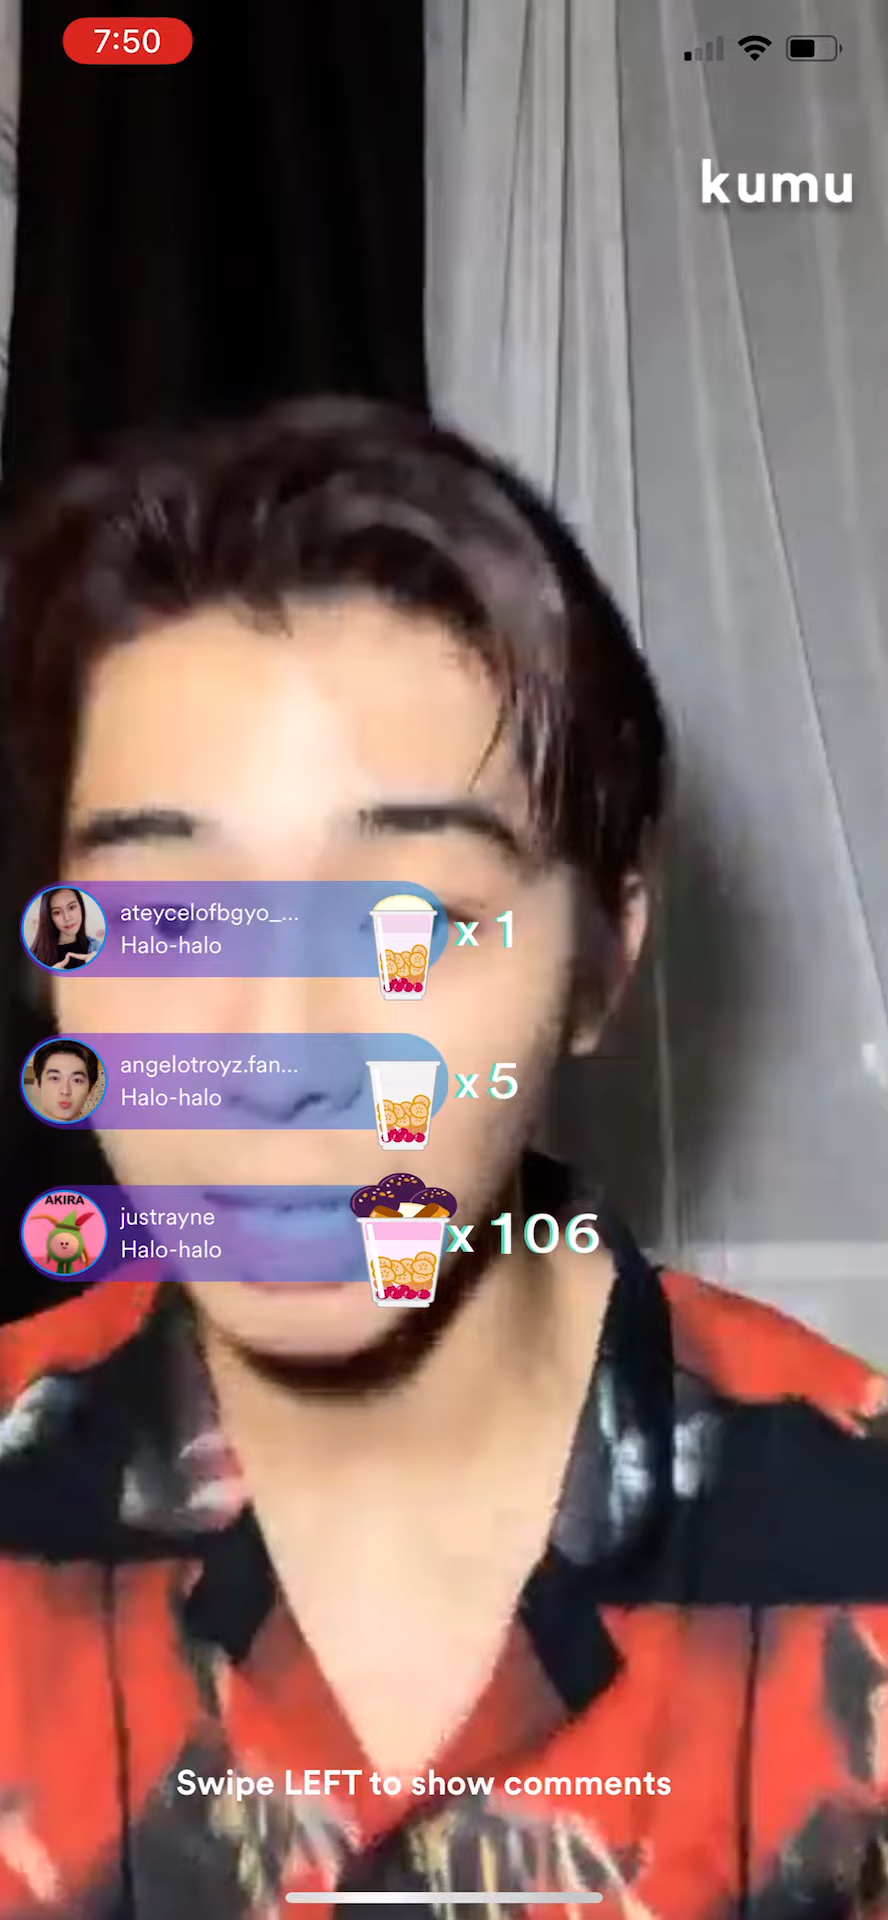 7:50
kumu
ateycelofbgyo_...
Halo-halo
x 1
angelotroyz.fan...
Halo-halo
x 5
AKIRA
justrayne
Halo-halo
x 106
Swipe LEFT to show comments